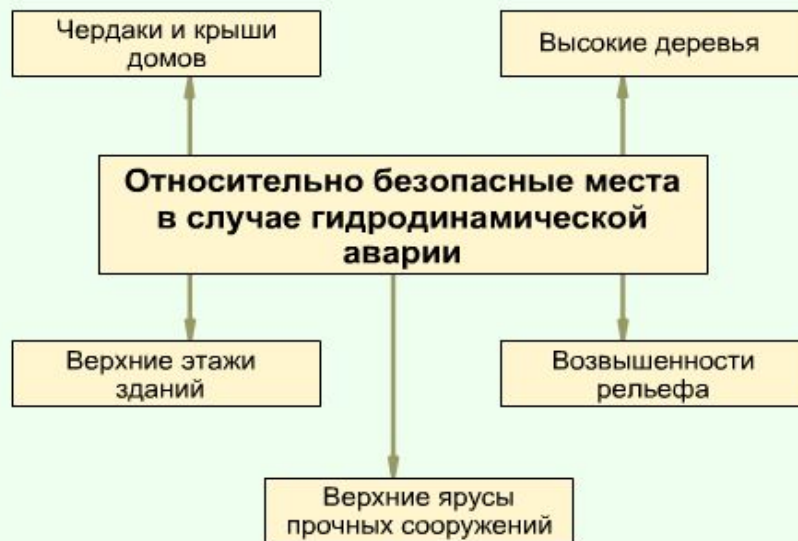 Чердаки и крыши
домов
Высокие деревья
Относительно безопасные места
в случае гидродинамической
аварии
Верхние этажи
зданий
Возвышенности
рельефа
Верхние ярусы
прочных сооружений